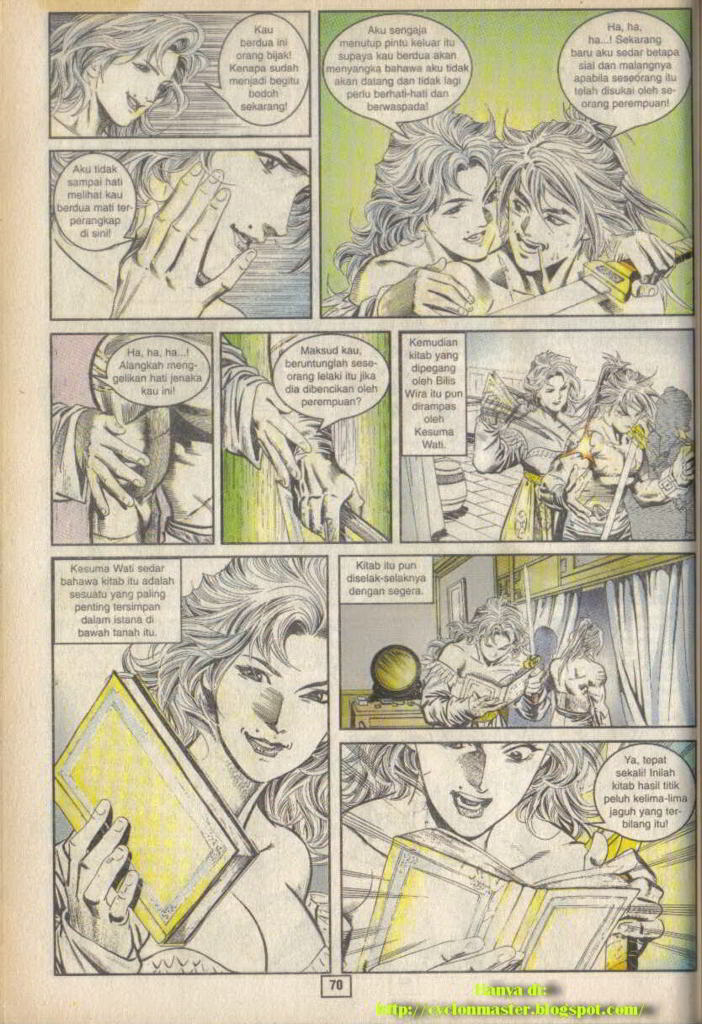 Kau
berdua ini
orang bijak!
Kenapa sudah
menjadi begitu
bodoh
sekarang!
Aku sengaja
menutup pintu keluar itu
supaya kau berdua akan
menyangka bahawa aku tidak
akan datang dan tidak lagi
perlu berhati-hati dan
berwaspada!
Ha, ha,
ha...! Sekarang
baru aku sedar betapa
sial dan malangnya
apabila seseorang itu
telah disukai oleh se-
orang perempuan!
Aku tidak
sampai hati
melihat kau
berdua mati ter-
perangkap
di sini!
Ha, ha, ha...!
Alangkah meng-
gelikan hati jenaka
kau ini!
Maksud kau,
beruntunglah sese-
orang lelaki itu jika
dia dibencikan oleh
perempuan?
Kemudian
kitab yang
dipegang
oleh Bilis
Wira itu pun
dirampas
oleh
Kesuma
Wati.
Kesuma Wati sedar
bahawa kitab itu adalah
sesuatu yang paling
penting tersimpan
dalam istana di
bawah tanah itu.
Kitab itu pun
diselak-selaknya
dengan segera.
Ya, tepat
sekali! Inilah
kitab hasil titik
peluh kelima-lima
jaguh yang ter-
bilang itu!
70
Hanya di:
http://cyclonmaster.blogspot.com/